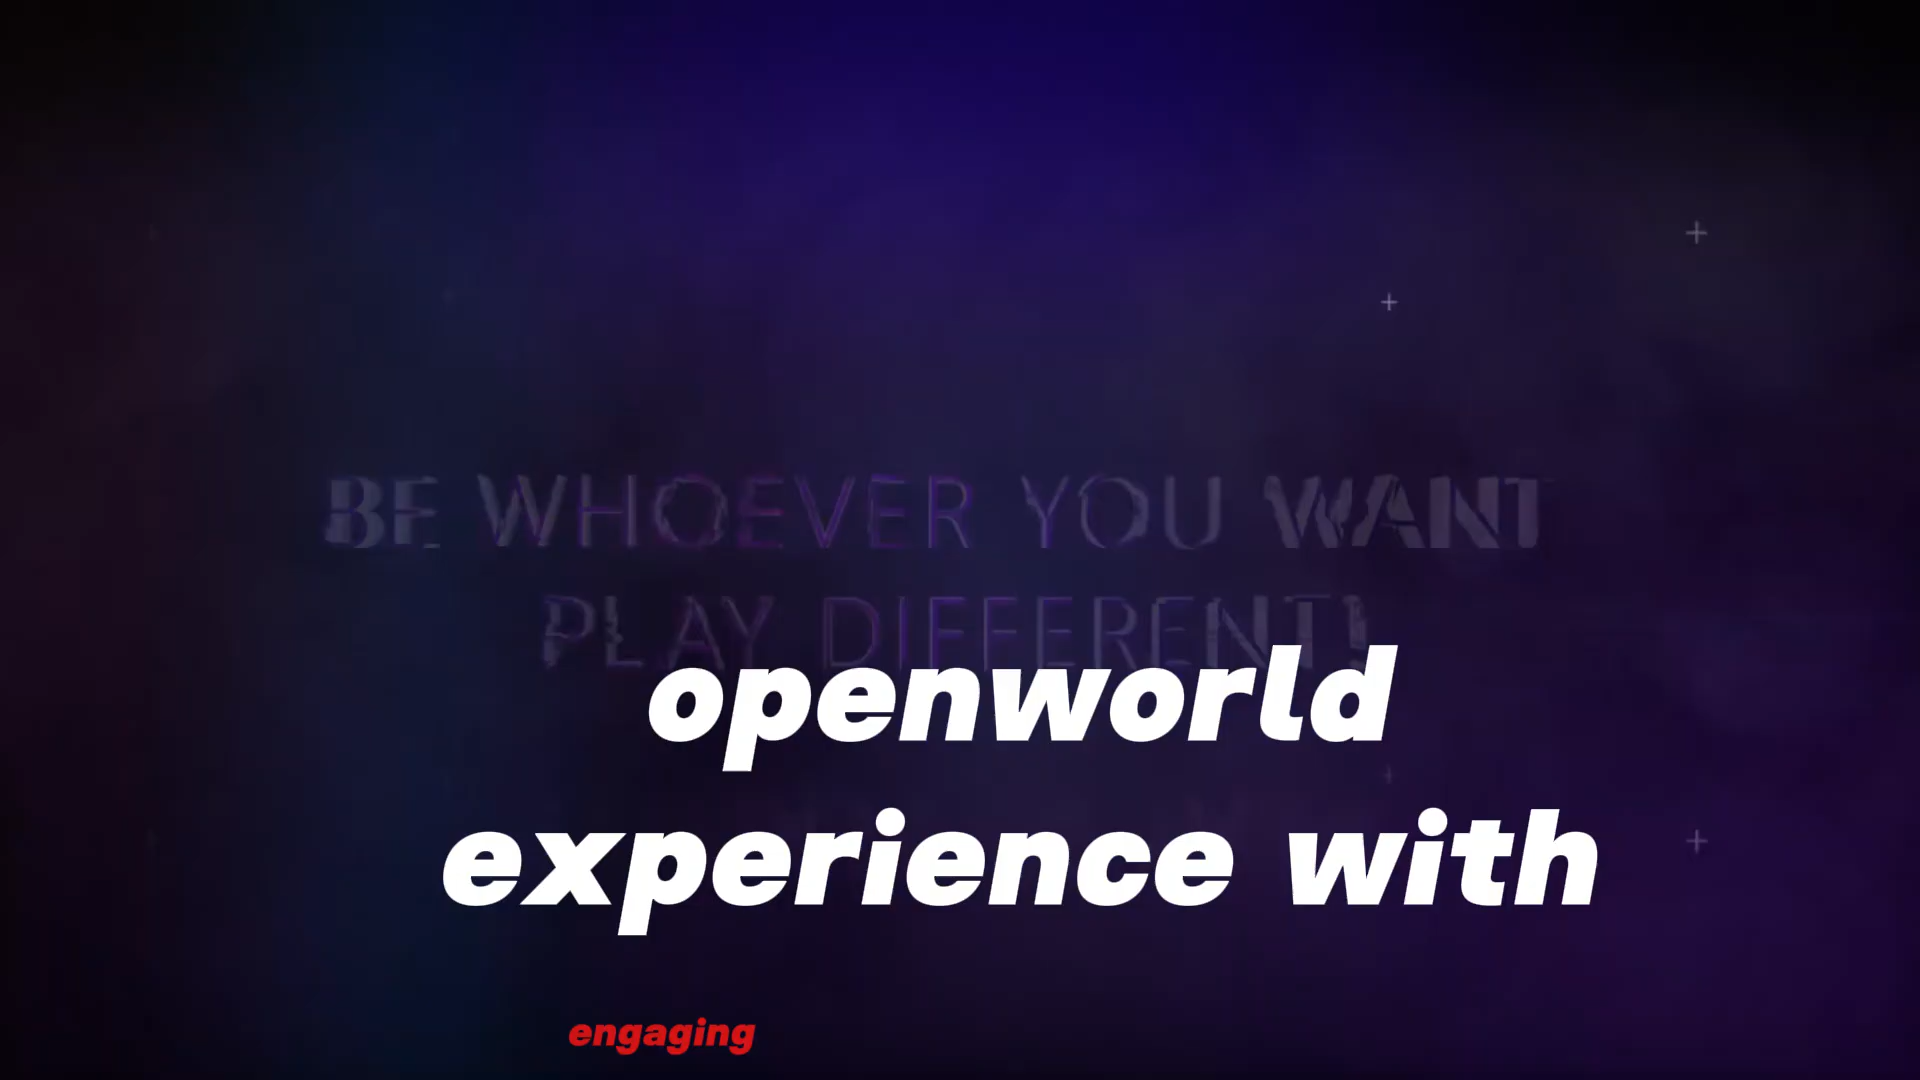 BE WHOEVER YOU WANT
PLAY DIFFERENT!
openworld
experience with
engaging